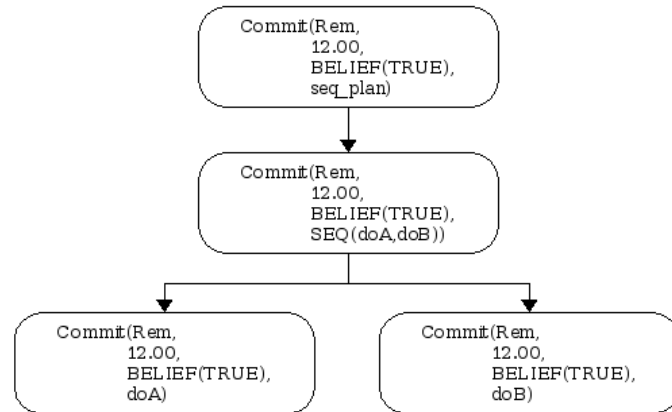 Commit(Rem,
12.00,
BELIEF(TRUE),
seq_plan)
Commit(Rem,
12.00,
BELIEF(TRUE),
SEQ(doA,doB))
Commit(Rem,
12.00,
BELIEF(TRUE),
doA)
Commit(Rem,
12.00,
BELIEF(TRUE),
doB)